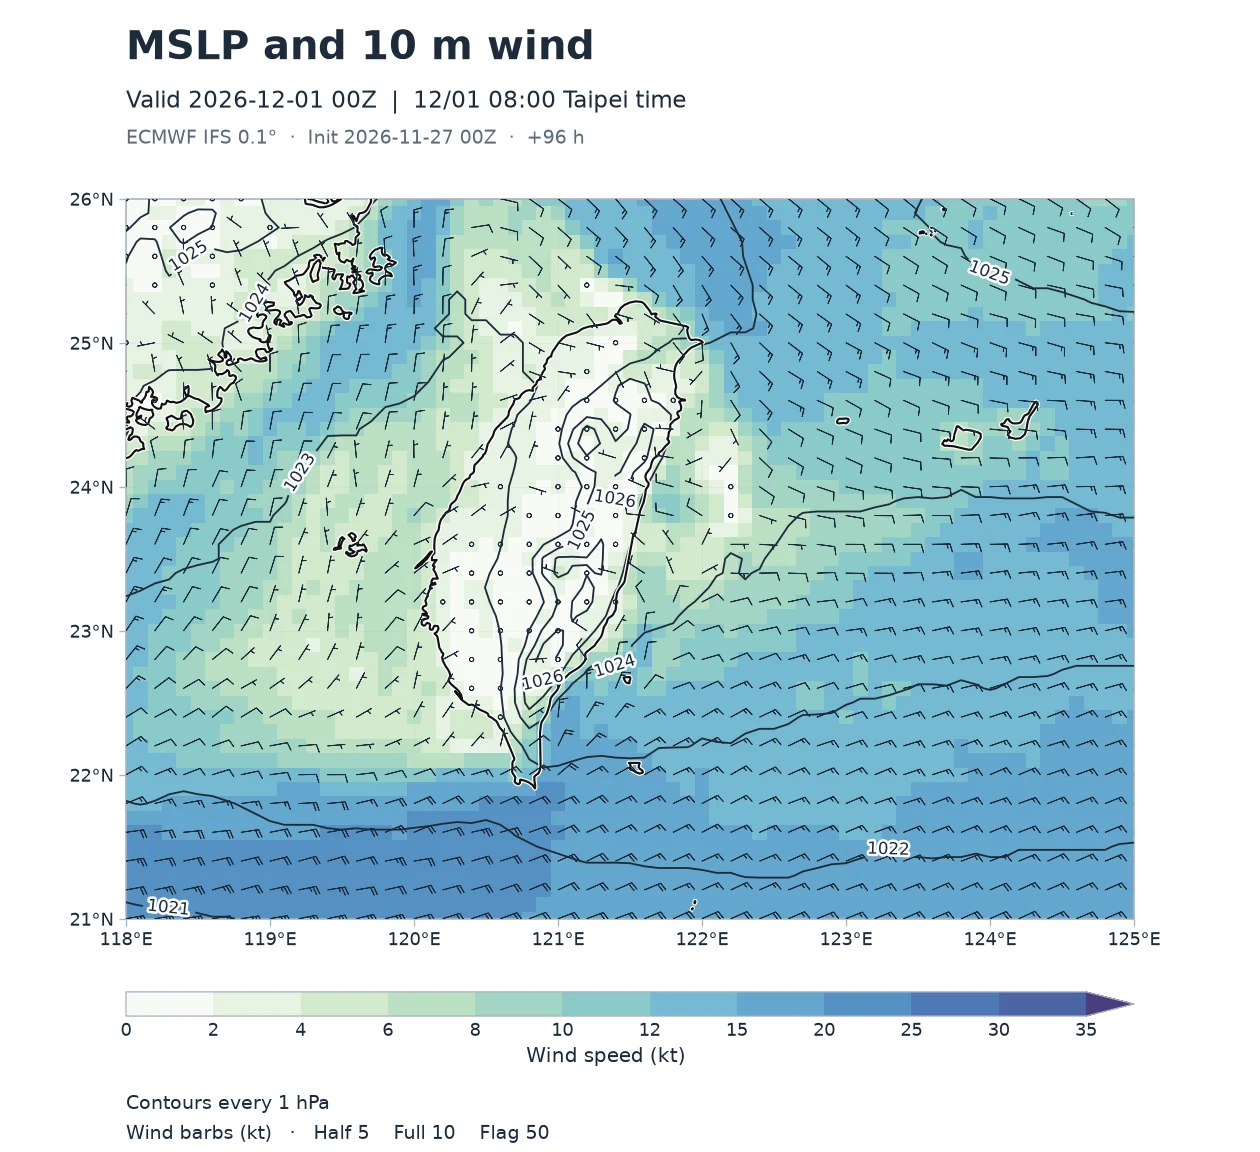 MSLP and 10 m wind
Valid 2026-12-01 00Z | 12/01 08:00 Taipei time
ECMWF IFS 0.1° · Init 2026-11-27 00Z · +96 h
26°N
25°N
24°N
23°N
22°N
21°N
1025
1024
1025
1023
1026
1025
1024
1026
1022
1021
118°E 119°E 120°E 121°E 122°E 123°E 124°E 125°E
0 2 4 6 8 10 12 15 20 25 30 35
Wind speed (kt)
Contours every 1 hPa
Wind barbs (kt) · Half 5 Full 10 Flag 50